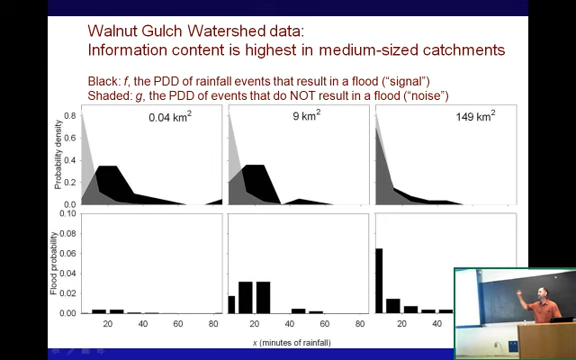 Walnut Gulch Watershed data:
Information content is highest in medium-sized catchments
Black: f, the PDD of rainfall events that result in a flood ("signal")
Shaded: g, the PDD of events that do NOT result in a flood ("noise")
0.04 km²
9 km²
149 km²
Probability density
0.8
0.6
0.4
0.2
0.0
Flood probability
0.10
0.08
0.06
0.04
0.02
0.00
20 40 60 80
20 40 60 80
20 40
x (minutes of rainfall)